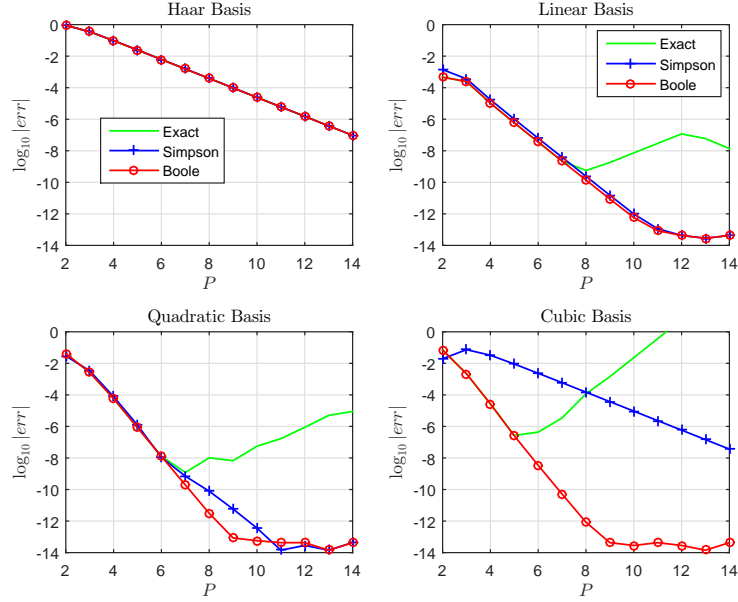 Haar Basis
0
-2
-4
-6
-8
-10
-12
-14
log₁₀ |err|
Exact
Simpson
Boole
2 4 6 8 10 12 14
P
Linear Basis
0
-2
-4
-6
-8
-10
-12
-14
log₁₀ |err|
Exact
Simpson
Boole
2 4 6 8 10 12 14
P
Quadratic Basis
0
-2
-4
-6
-8
-10
-12
-14
log₁₀ |err|
2 4 6 8 10 12 14
P
Cubic Basis
0
-2
-4
-6
-8
-10
-12
-14
log₁₀ |err|
2 4 6 8 10 12 14
P